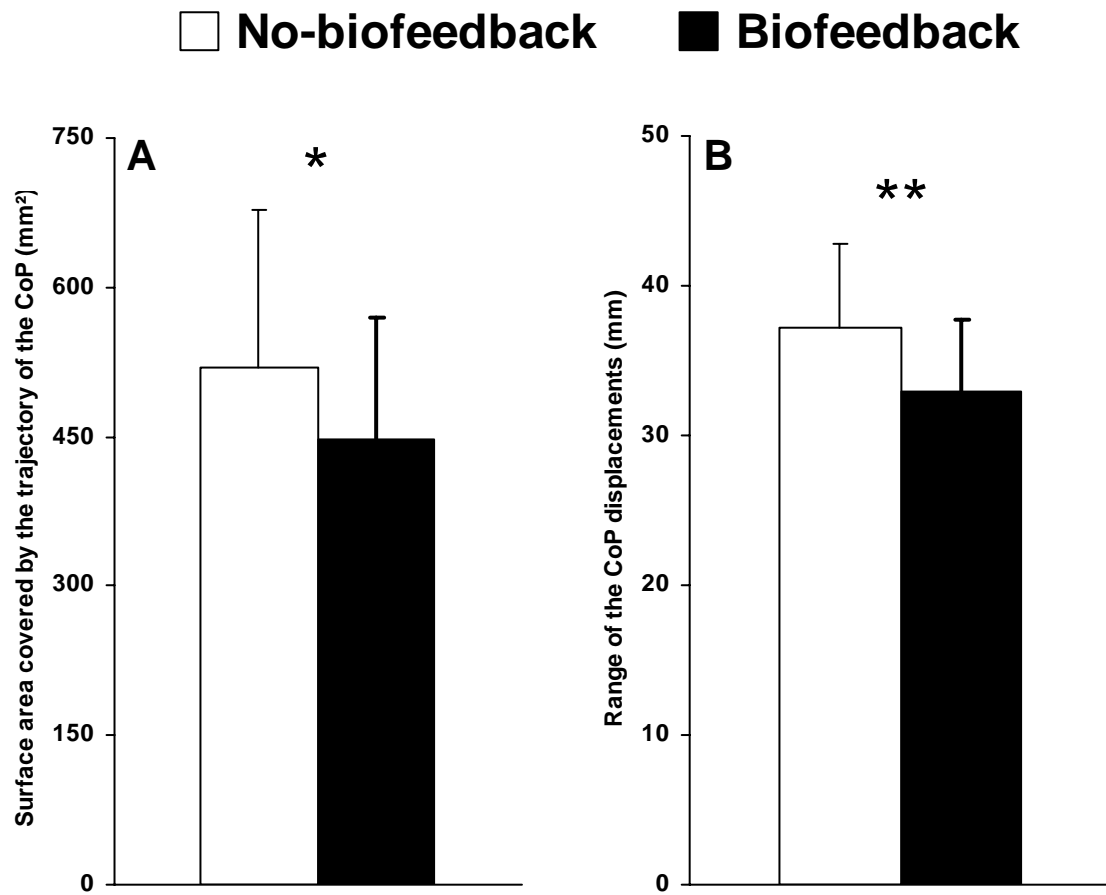 No-biofeedback Biofeedback
A
*
Surface area covered by the trajectory of the CoP (mm²)
750
600
450
300
150
0
B
**
Range of the CoP displacements (mm)
50
40
30
20
10
0